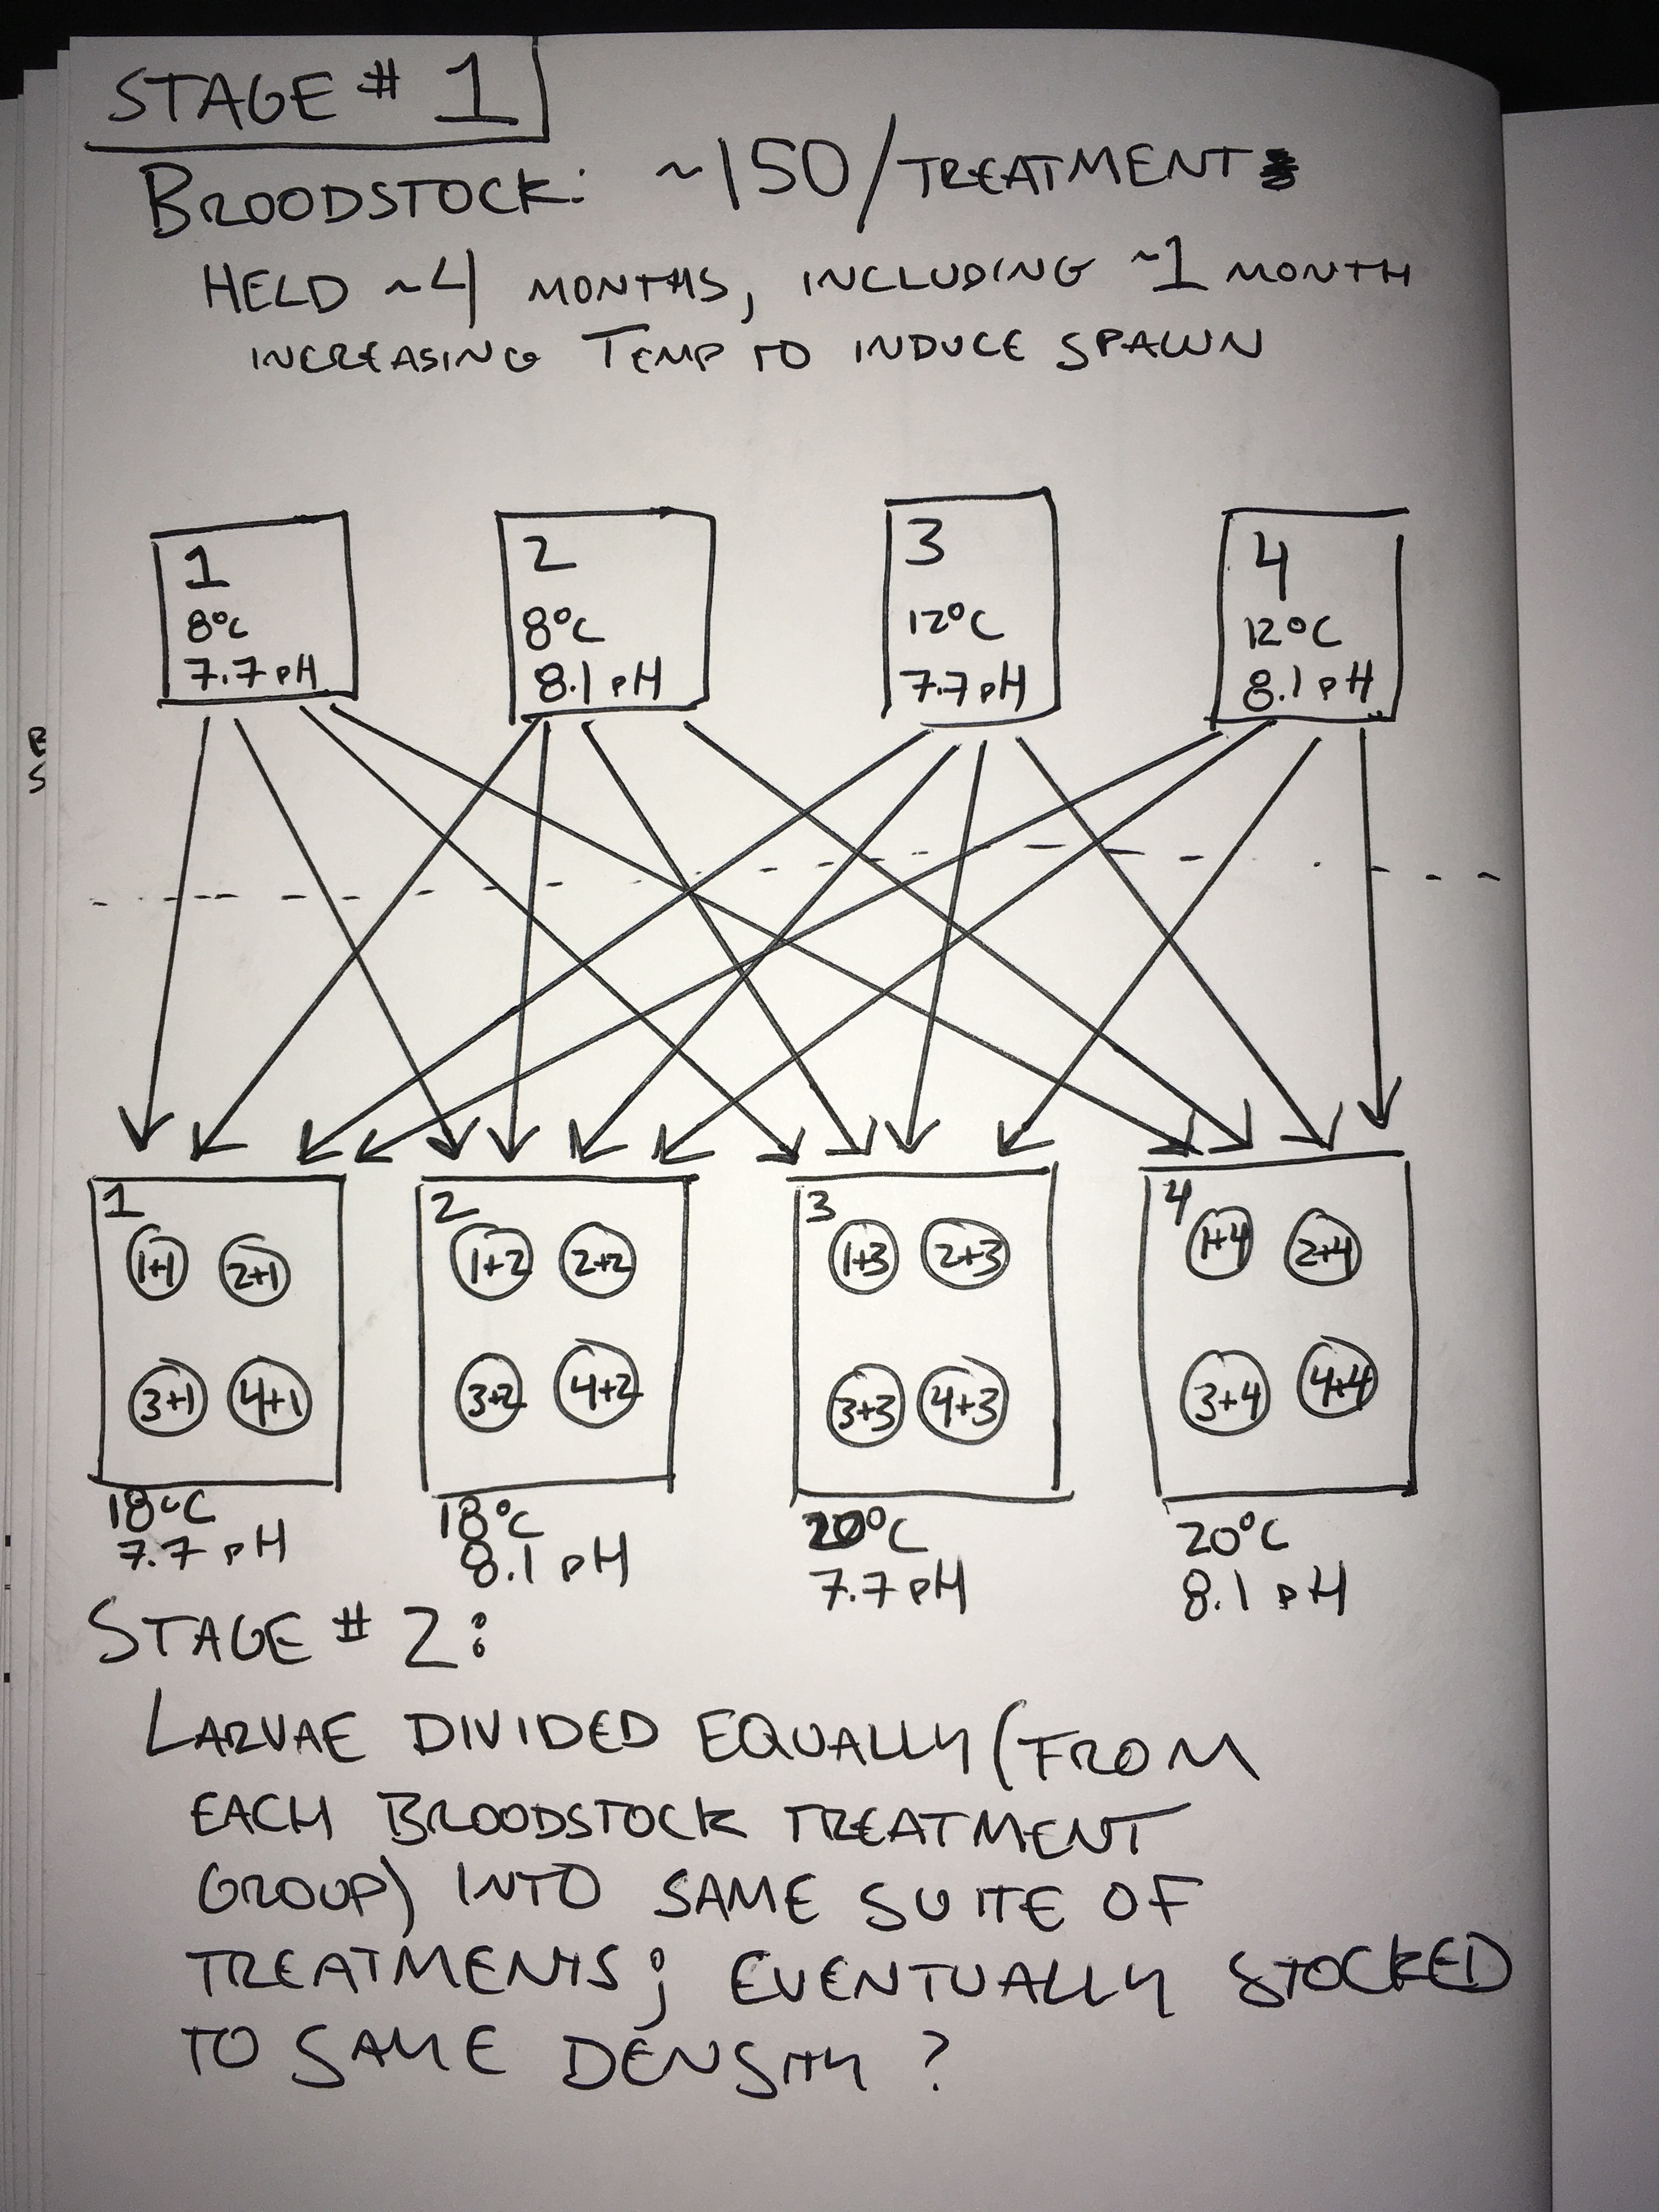 STAGE # 1
BROODSTOCK: ~150/TREATMENT
HELD ~4 MONTHS, INCLUDING ~1 MONTH
INCREASING TEMP TO INDUCE SPAWN
1
8°C
7.7 pH
2
8°C
8.1 pH
3
12°C
7.7 pH
4
12°C
8.1 pH
1
1+1 2+1
3+1 4+1
18°C
7.7 pH
2
1+2 2+2
3+2 4+2
18°C
8.1 pH
3
1+3 2+3
3+3 4+3
20°C
7.7 pH
4
1+4 2+4
3+4 4+4
20°C
8.1 pH
STAGE # 2:
LARVAE DIVIDED EQUALLY (FROM
EACH BROODSTOCK TREATMENT
GROUP) INTO SAME SUITE OF
TREATMENTS; EVENTUALLY STOCKED
TO SAME DENSITY?